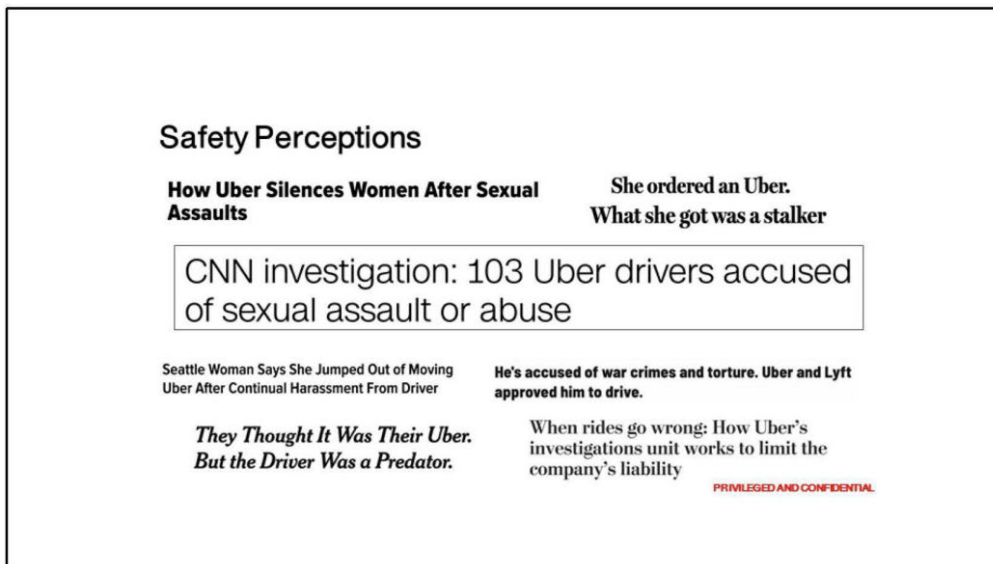 Safety Perceptions
How Uber Silences Women After Sexual
Assaults
She ordered an Uber.
What she got was a stalker
CNN investigation: 103 Uber drivers accused
of sexual assault or abuse
Seattle Woman Says She Jumped Out of Moving
Uber After Continual Harassment From Driver
He's accused of war crimes and torture. Uber and Lyft
approved him to drive.
They Thought It Was Their Uber.
But the Driver Was a Predator.
When rides go wrong: How Uber's
investigations unit works to limit the
company's liability
PRIVILEGED AND CONFIDENTIAL